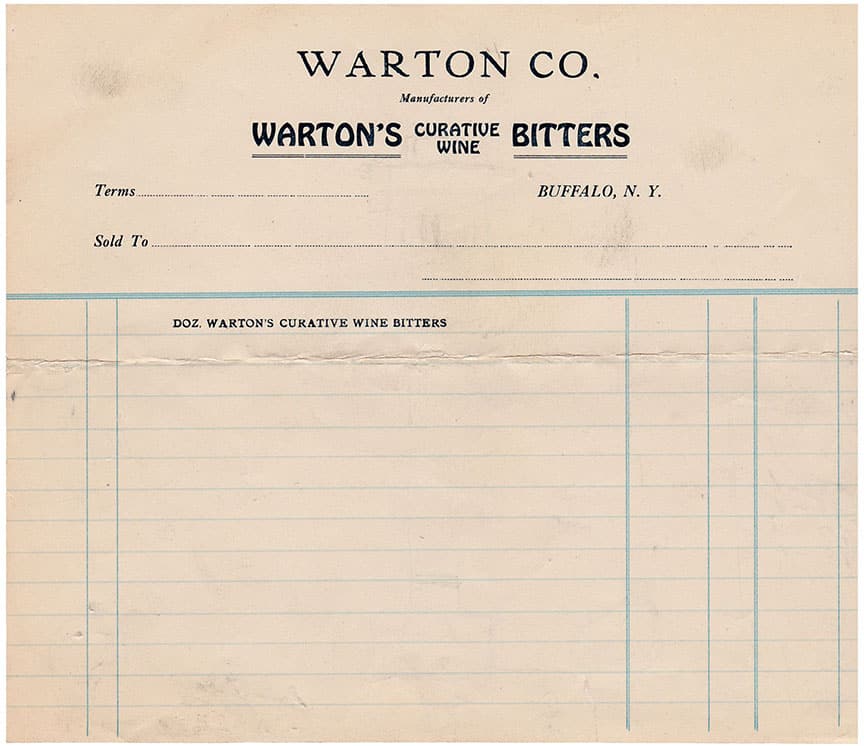 WARTON CO.
Manufacturers of
WARTON'S CURATIVE WINE BITTERS
Terms
BUFFALO, N. Y.
Sold To
DOZ. WARTON'S CURATIVE WINE BITTERS